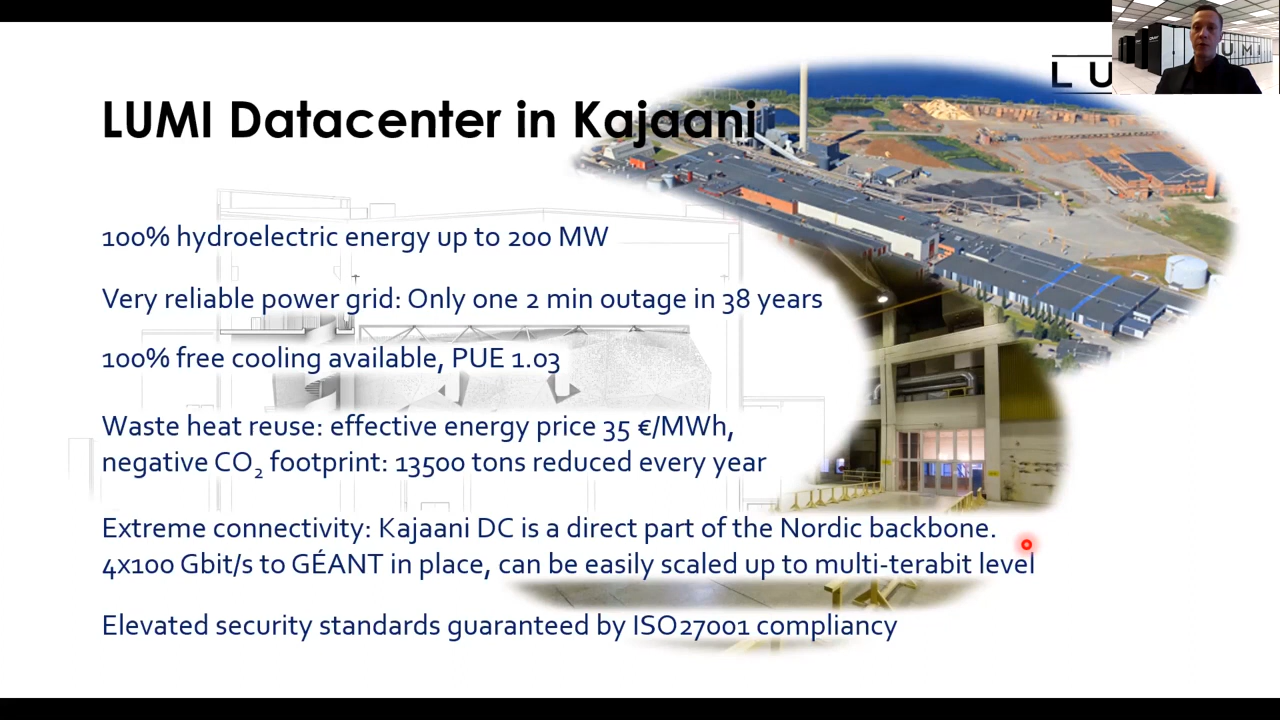 LU
UMI
LUMI Datacenter in Kajaani
100% hydroelectric energy up to 200 MW
Very reliable power grid: Only one 2 min outage in 38 years
100% free cooling available, PUE 1.03
Waste heat reuse: effective energy price 35 €/MWh,
negative CO₂ footprint: 13500 tons reduced every year
Extreme connectivity: Kajaani DC is a direct part of the Nordic backbone.
4x100 Gbit/s to GÉANT in place, can be easily scaled up to multi-terabit level
Elevated security standards guaranteed by ISO27001 compliancy